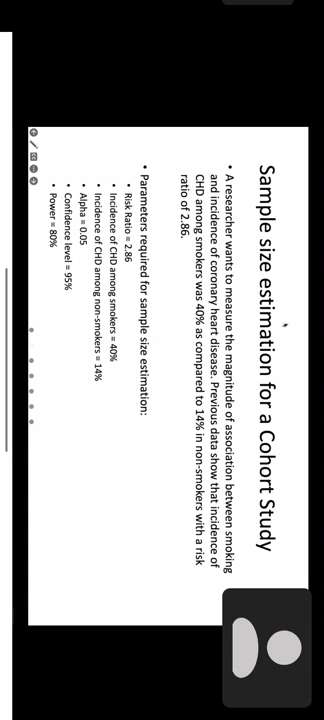 Sample size estimation for a Cohort Study
• A researcher wants to measure the magnitude of association between smoking
and incidence of coronary heart disease. Previous data show that incidence of
CHD among smokers was 40% as compared to 14% in non-smokers with a risk
ratio of 2.86.
• Parameters required for sample size estimation:
• Risk Ratio = 2.86
• Incidence of CHD among smokers = 40%
• Incidence of CHD among non-smokers = 14%
• Alpha = 0.05
• Confidence level = 95%
• Power = 80%